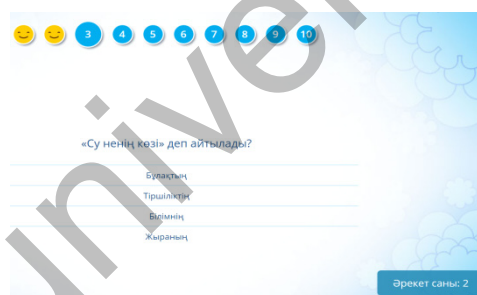 3 4 5 6 7 8 9 10
«Су ненің көзі» деп айтылады?
Бұлақтың
Тіршіліктің
Білімнің
Жыраның
Әрекет саны: 2